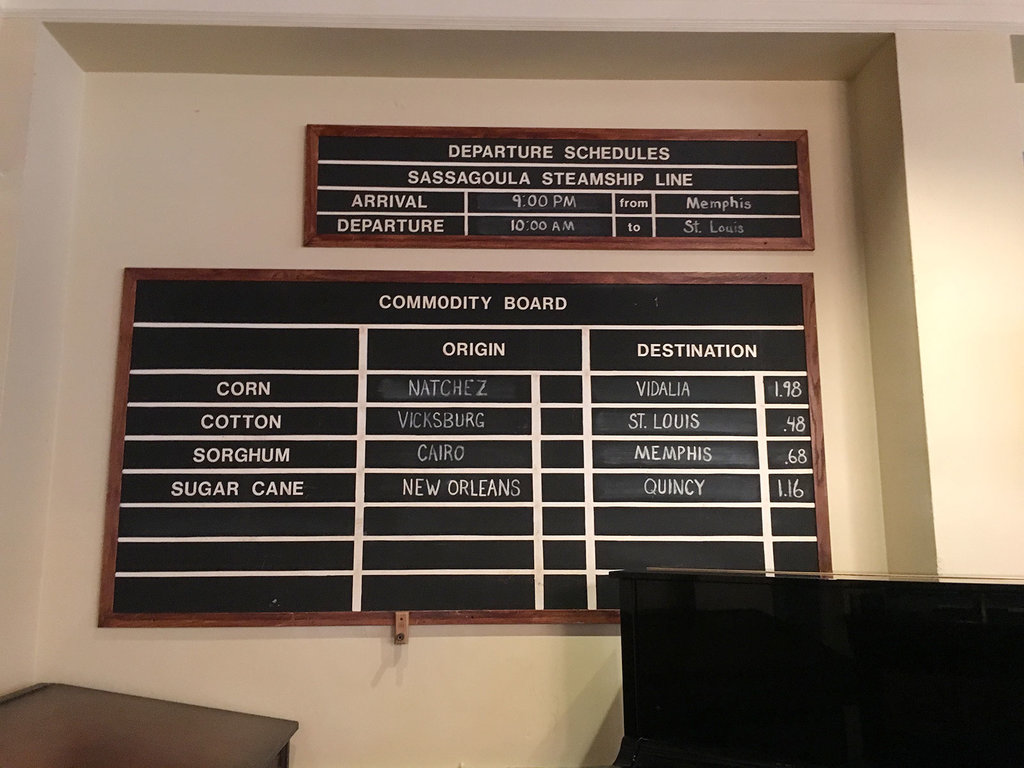 DEPARTURE SCHEDULES
SASSAGOULA STEAMSHIP LINE
ARRIVAL 9:00 PM from Memphis
DEPARTURE 10:00 AM to St. Louis
COMMODITY BOARD
ORIGIN DESTINATION
CORN NATCHEZ VIDALIA 1.98
COTTON VICKSBURG ST. LOUIS .48
SORGHUM CAIRO MEMPHIS .68
SUGAR CANE NEW ORLEANS QUINCY 1.16